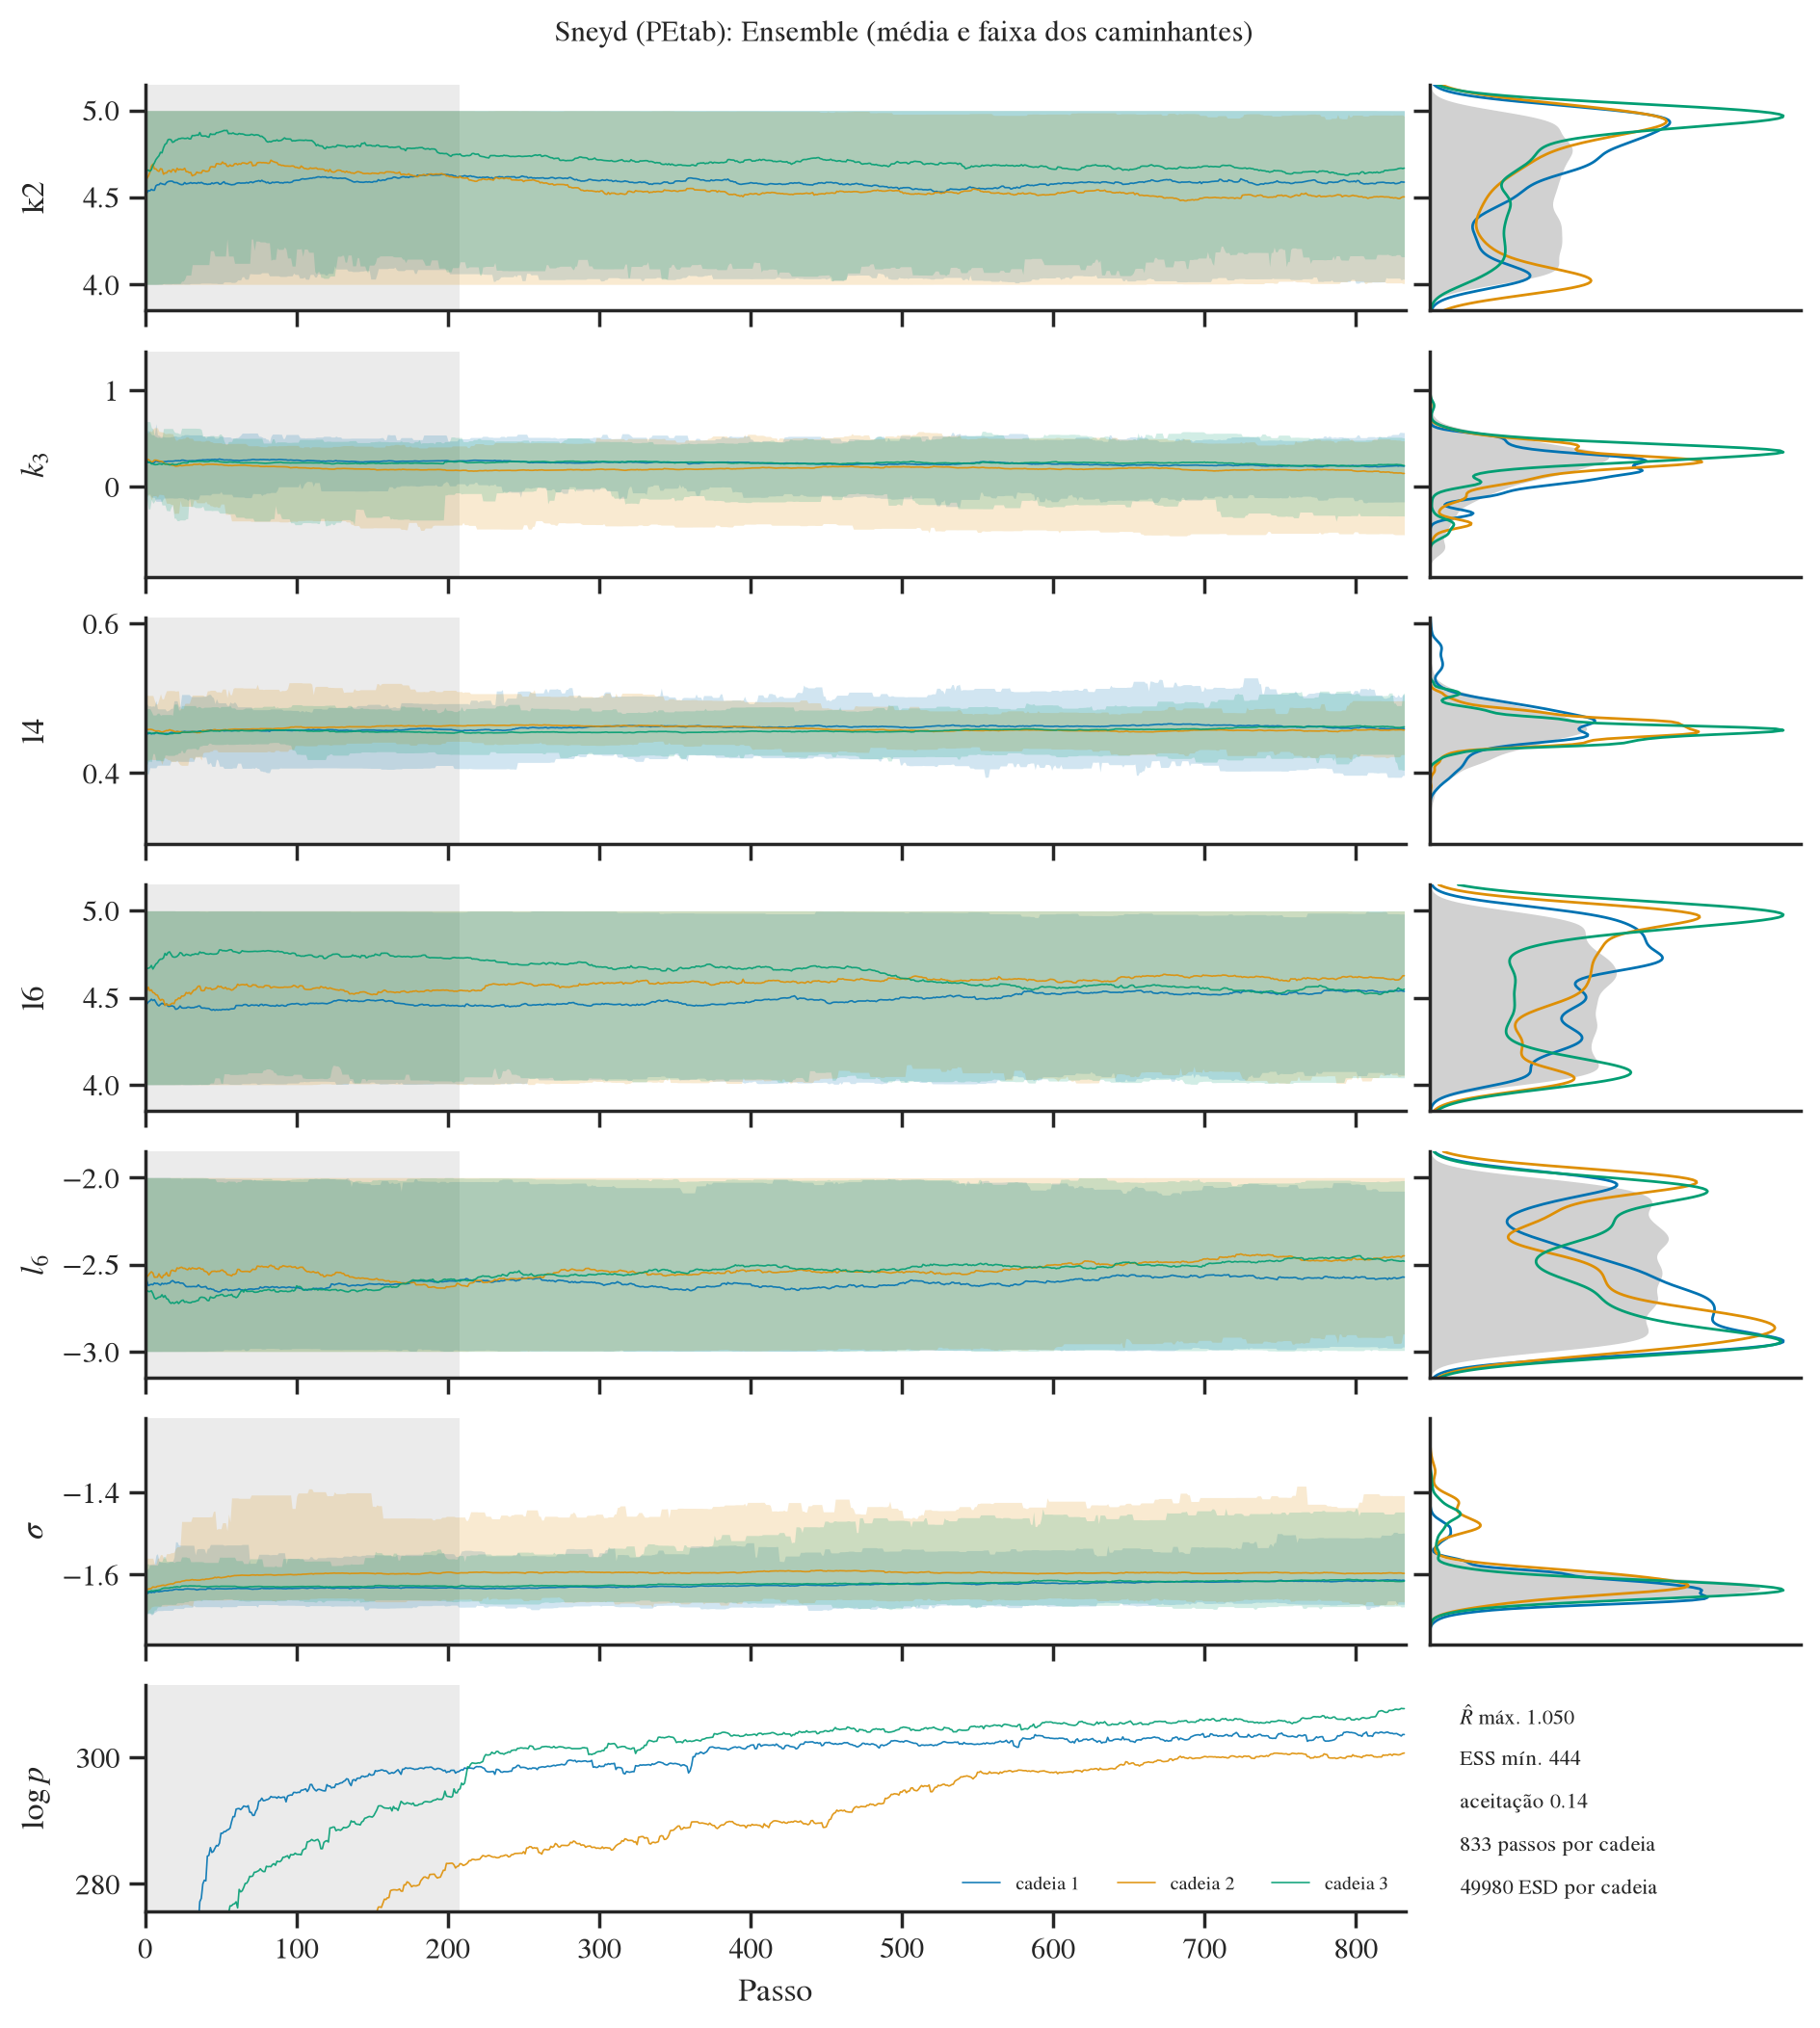 Sneyd (PEtab): Ensemble (média e faixa dos caminhantes)
5.0
4.5
4.0
k2
1
0
k₃
0.6
0.4
l4
5.0
4.5
4.0
l6
−2.0
−2.5
−3.0
l₆
−1.4
−1.6
σ
300
280
log p
cadeia 1
cadeia 2
cadeia 3
0 100 200 300 400 500 600 700 800
Passo
R̂ máx. 1.050
ESS mín. 444
aceitação 0.14
833 passos por cadeia
49980 ESD por cadeia